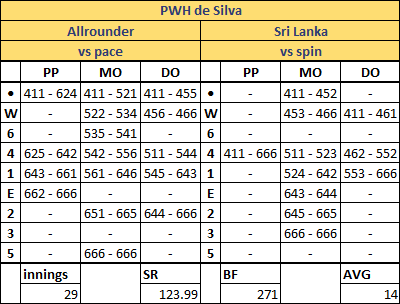 PWH de Silva
Allrounder Sri Lanka
vs pace vs spin
PP MO DO PP MO DO
• 411 - 624 411 - 521 411 - 455 • - 411 - 452 -
W - 522 - 534 456 - 466 W - 453 - 466 411 - 461
6 - 535 - 541 - 6 - - -
4 625 - 642 542 - 556 511 - 544 4 411 - 666 511 - 523 462 - 552
1 643 - 661 561 - 646 545 - 643 1 - 524 - 642 553 - 666
E 662 - 666 - - E - 643 - 644 -
2 - 651 - 665 644 - 666 2 - 645 - 665 -
3 - - - 3 - 666 - 666 -
5 - 666 - 666 - 5 - - -
innings SR BF AVG
29 123.99 271 14